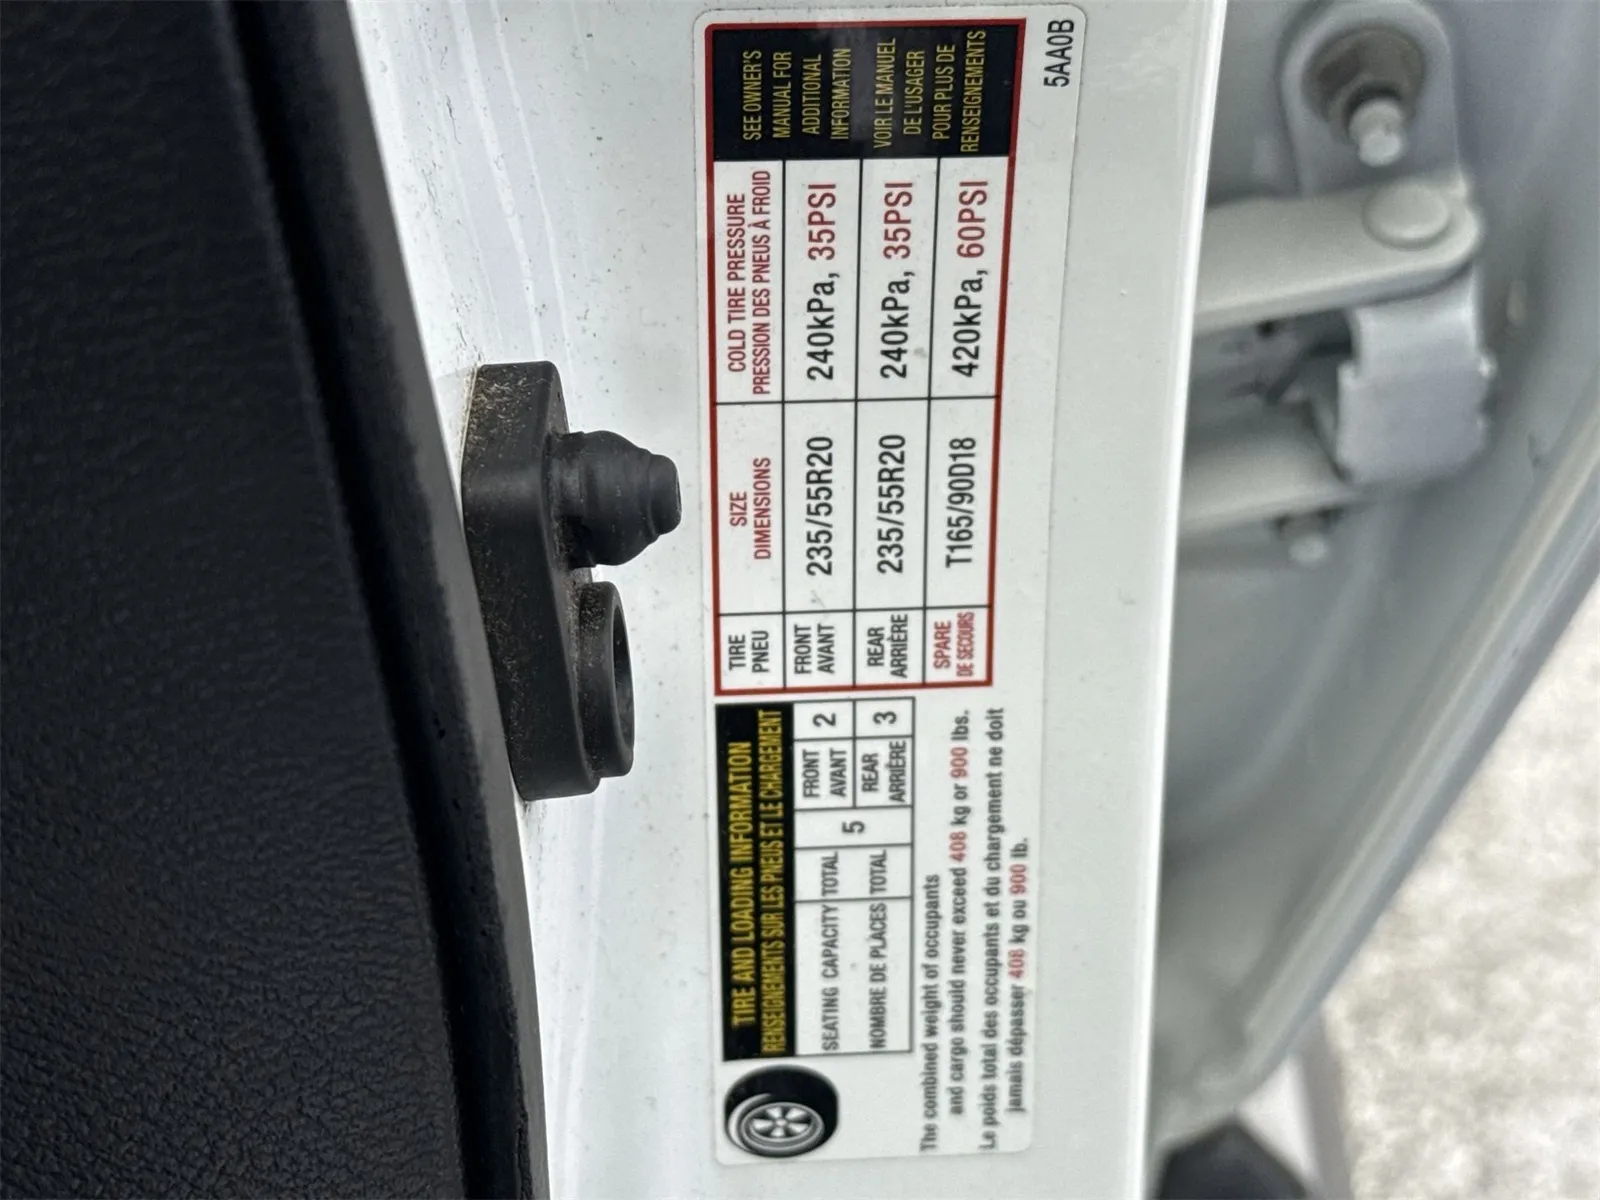 TIRE AND LOADING INFORMATION
RENSEIGNEMENTS SUR LES PNEUS ET LE CHARGEMENT
SEATING CAPACITY
NOMBRE DE PLACES
TOTAL
TOTAL
5
FRONT
AVANT
2
REAR
ARRIÈRE
3
The combined weight of occupants
and cargo should never exceed 408 kg or 900 lbs.
Le poids total des occupants et du chargement ne doit
jamais dépasser 408 kg ou 900 lb.
TIRE
PNEU
SIZE
DIMENSIONS
COLD TIRE PRESSURE
PRESSION DES PNEUS À FROID
FRONT
AVANT
235/55R20
240kPa, 35PSI
REAR
ARRIÈRE
235/55R20
240kPa, 35PSI
SPARE
DE SECOURS
T165/90D18
420kPa, 60PSI
SEE OWNER'S
MANUAL FOR
ADDITIONAL
INFORMATION
VOIR LE MANUEL
DE L'USAGER
POUR PLUS DE
RENSEIGNEMENTS
5AA0B